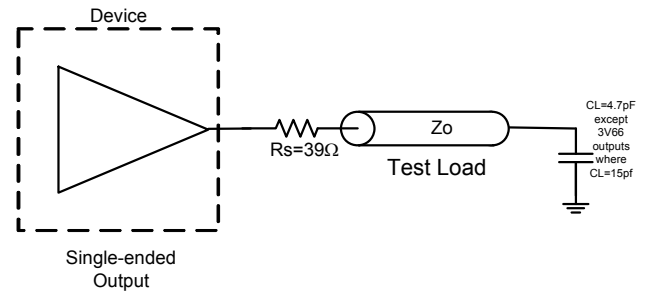 Device
Rs=39Ω
Zo
Test Load
CL=4.7pF
except
3V66
outputs
where
CL=15pf
Single-ended
Output